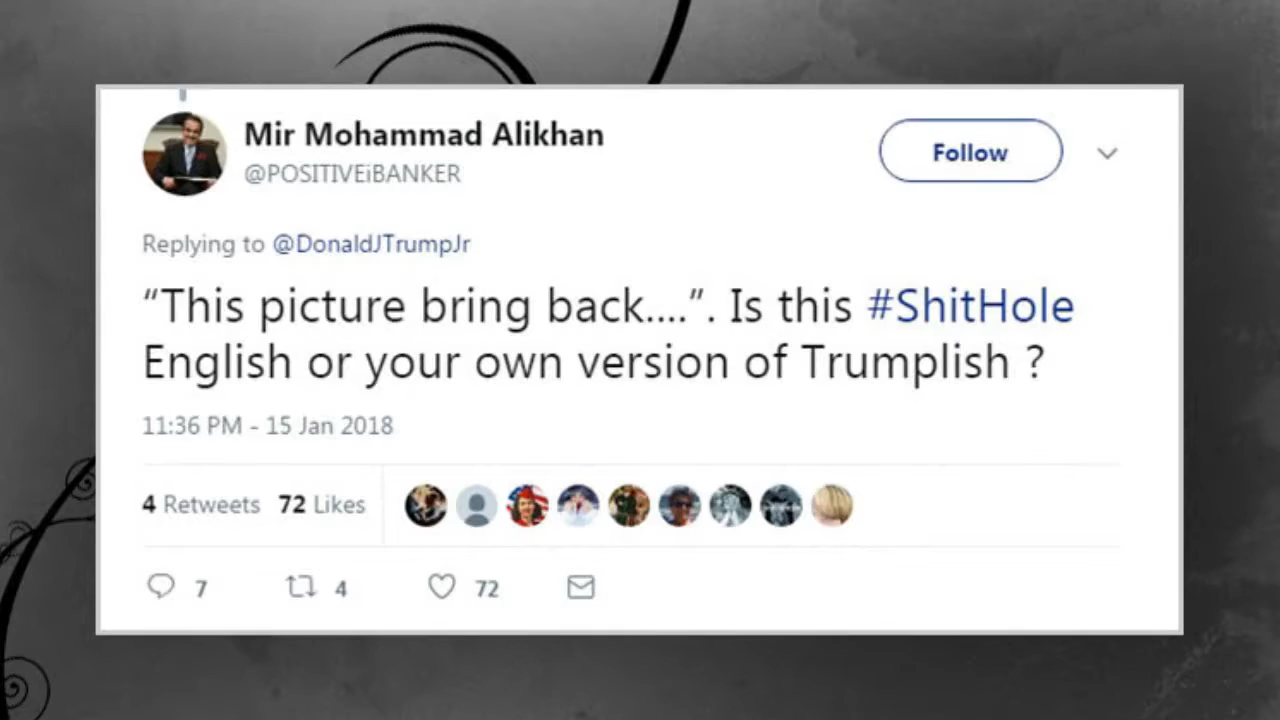 Mir Mohammad Alikhan
@POSITIVEiBANKER
Follow
Replying to @DonaldJTrumpJr
“This picture bring back....”. Is this #ShitHole
English or your own version of Trumplish ?
11:36 PM - 15 Jan 2018
4 Retweets 72 Likes
7 4 72